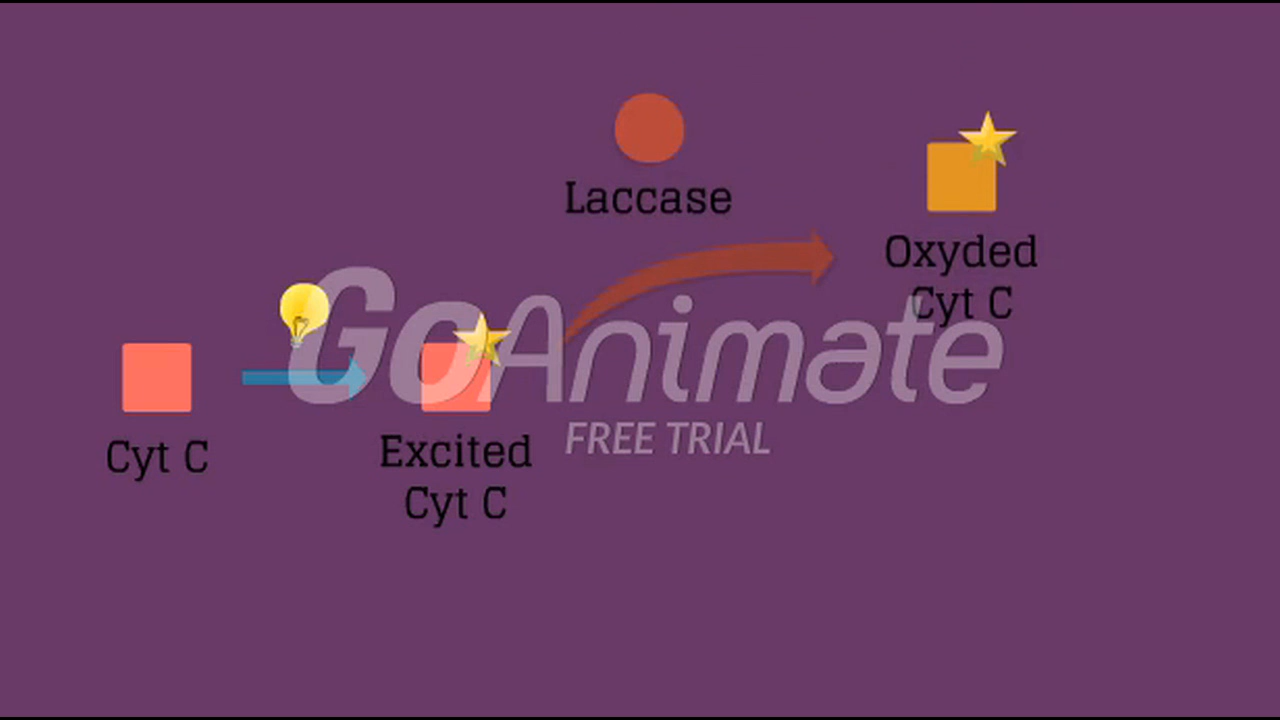 Laccase
Oxyded
Cyt C
GoAnimate
FREE TRIAL
Cyt C
Excited
Cyt C